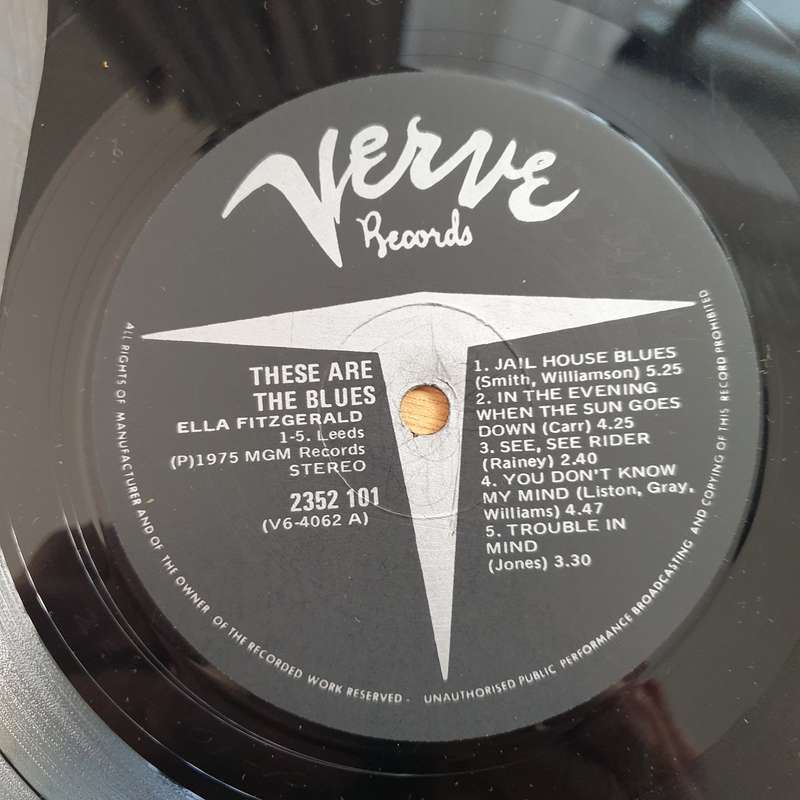 Verve
Records
THESE ARE
THE BLUES
ELLA FITZGERALD
1-5. Leeds
(P)1975 MGM Records
STEREO
2352 101
(V6-4062 A)
1. JAIL HOUSE BLUES
(Smith, Williamson) 5.25
2. IN THE EVENING
WHEN THE SUN GOES
DOWN (Carr) 4.25
3. SEE, SEE RIDER
(Rainey) 2.40
4. YOU DON'T KNOW
MY MIND (Liston, Gray,
Williams) 4.47
5. TROUBLE IN
MIND
(Jones) 3.30
ALL RIGHTS OF MANUFACTURER AND OF THE OWNER OF THE RECORDED WORK RESERVED - UNAUTHORISED PUBLIC PERFORMANCE BROADCASTING AND COPYING OF THIS RECORD PROHIBITED